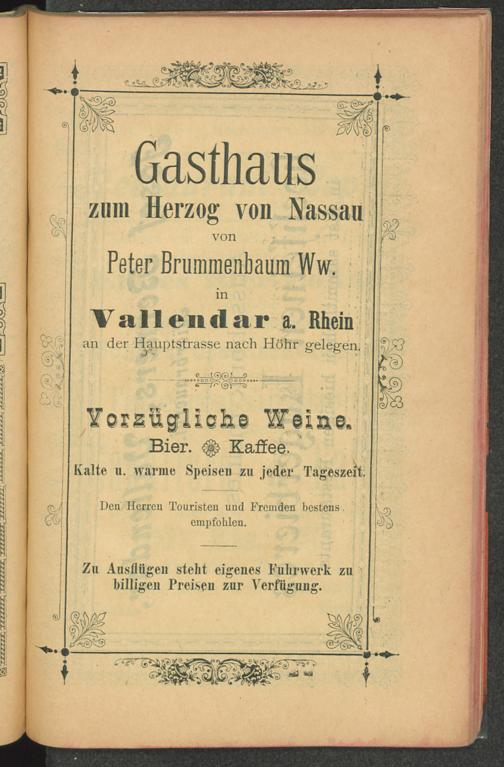 Gasthaus
zum Herzog von Nassau
von
Peter Brummenbaum Ww.
in
Vallendar a. Rhein
an der Hauptstrasse nach Höhr gelegen.
Vorzügliche Weine.
Bier. Kaffee.
Kalte u. warme Speisen zu jeder Tageszeit.
Den Herren Touristen und Fremden bestens
empfohlen.
Zu Ausflügen steht eigenes Fuhrwerk zu
billigen Preisen zur Verfügung.